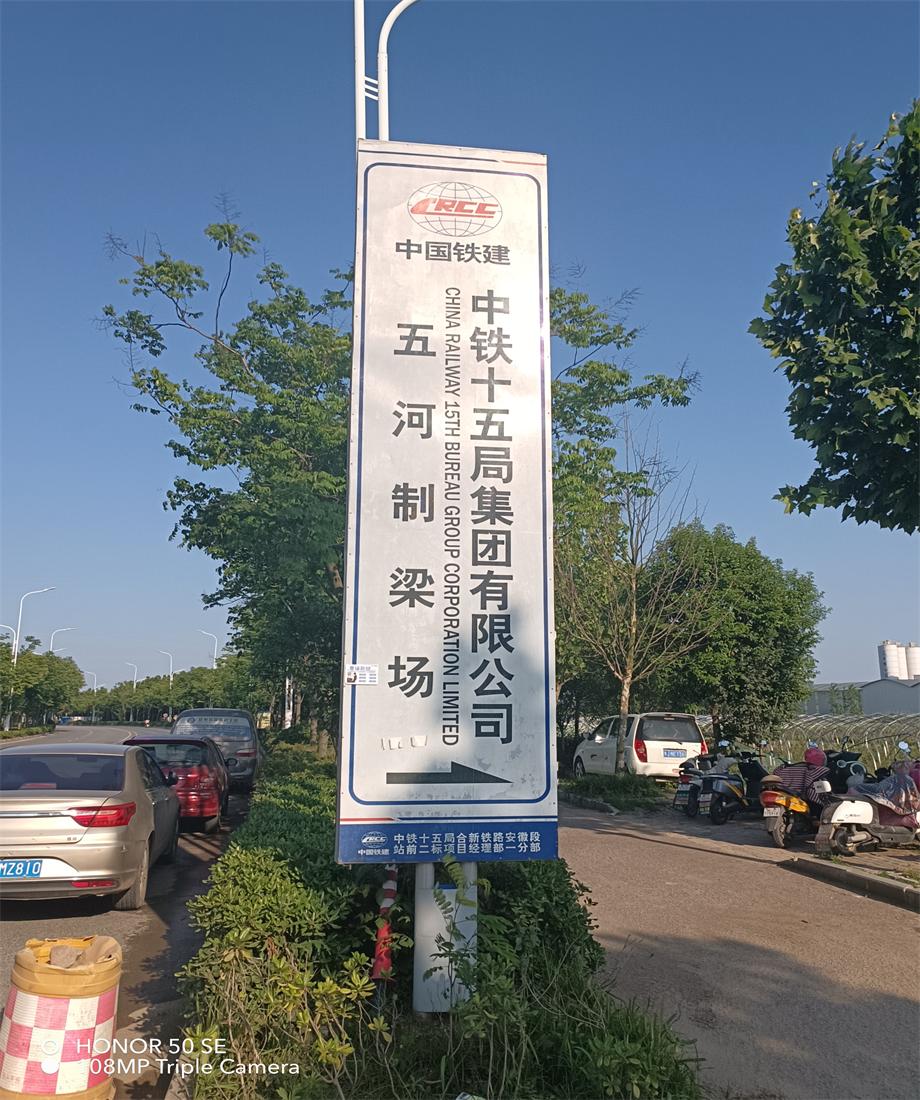 CRCC
中国铁建
中铁十五局集团有限公司
CHINA RAILWAY 15TH BUREAU GROUP CORPORATION LIMITED
五河制梁场
CRCC
中国铁建
中铁十五局合新铁路安徽段
站前二标项目经理部一分部
MZ810
HONOR 50 SE
108MP Triple Camera